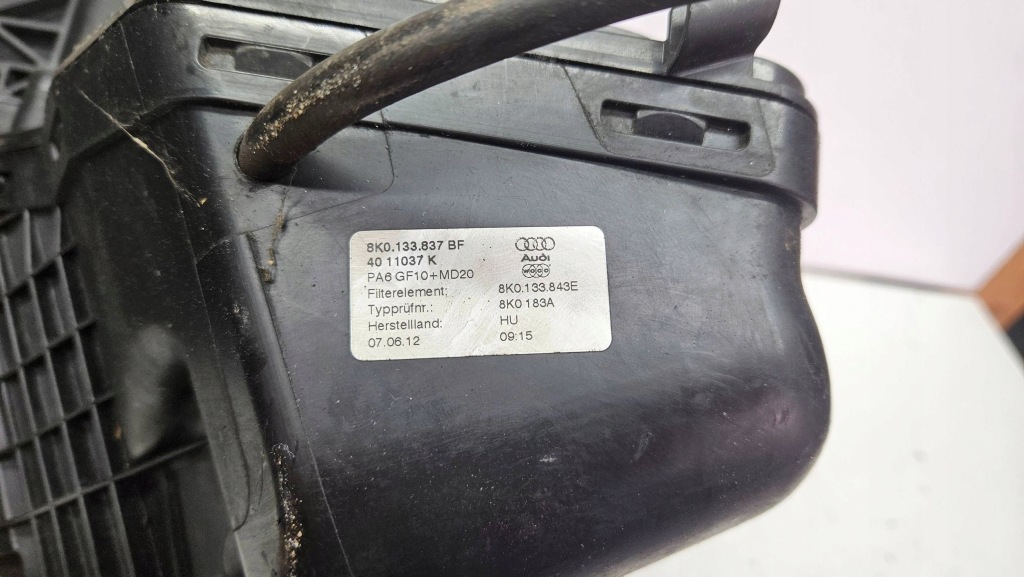 8K0.133.837 BF
40 11037 K
Audi
woco
PA6 GF10+MD20
Filterelement: 8K0.133.843E
Typprüfnr.: 8K0 183A
Herstellland: HU
07.06.12 09:15